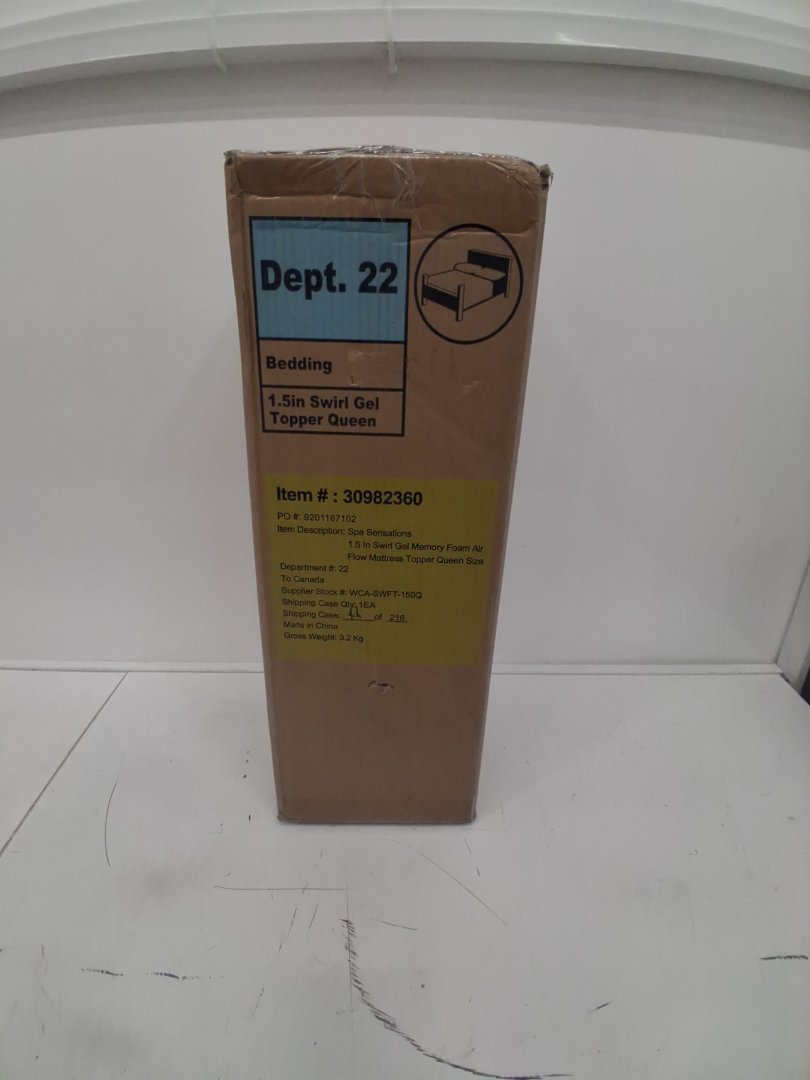 Dept. 22
Bedding
1.5in Swirl Gel
Topper Queen
Item # : 30982360
PO #: 9201187102
Item Description: Spa Sensations
1.5 In Swirl Gel Memory Foam Air
Flow Mattress Topper Queen Size
Department #: 22
To Canada
Supplier Stock #: WCA-SWFT-150Q
Shipping Case Qty: 1EA
Shipping Case: of 218
Made in China
Gross Weight: 3.2 Kg